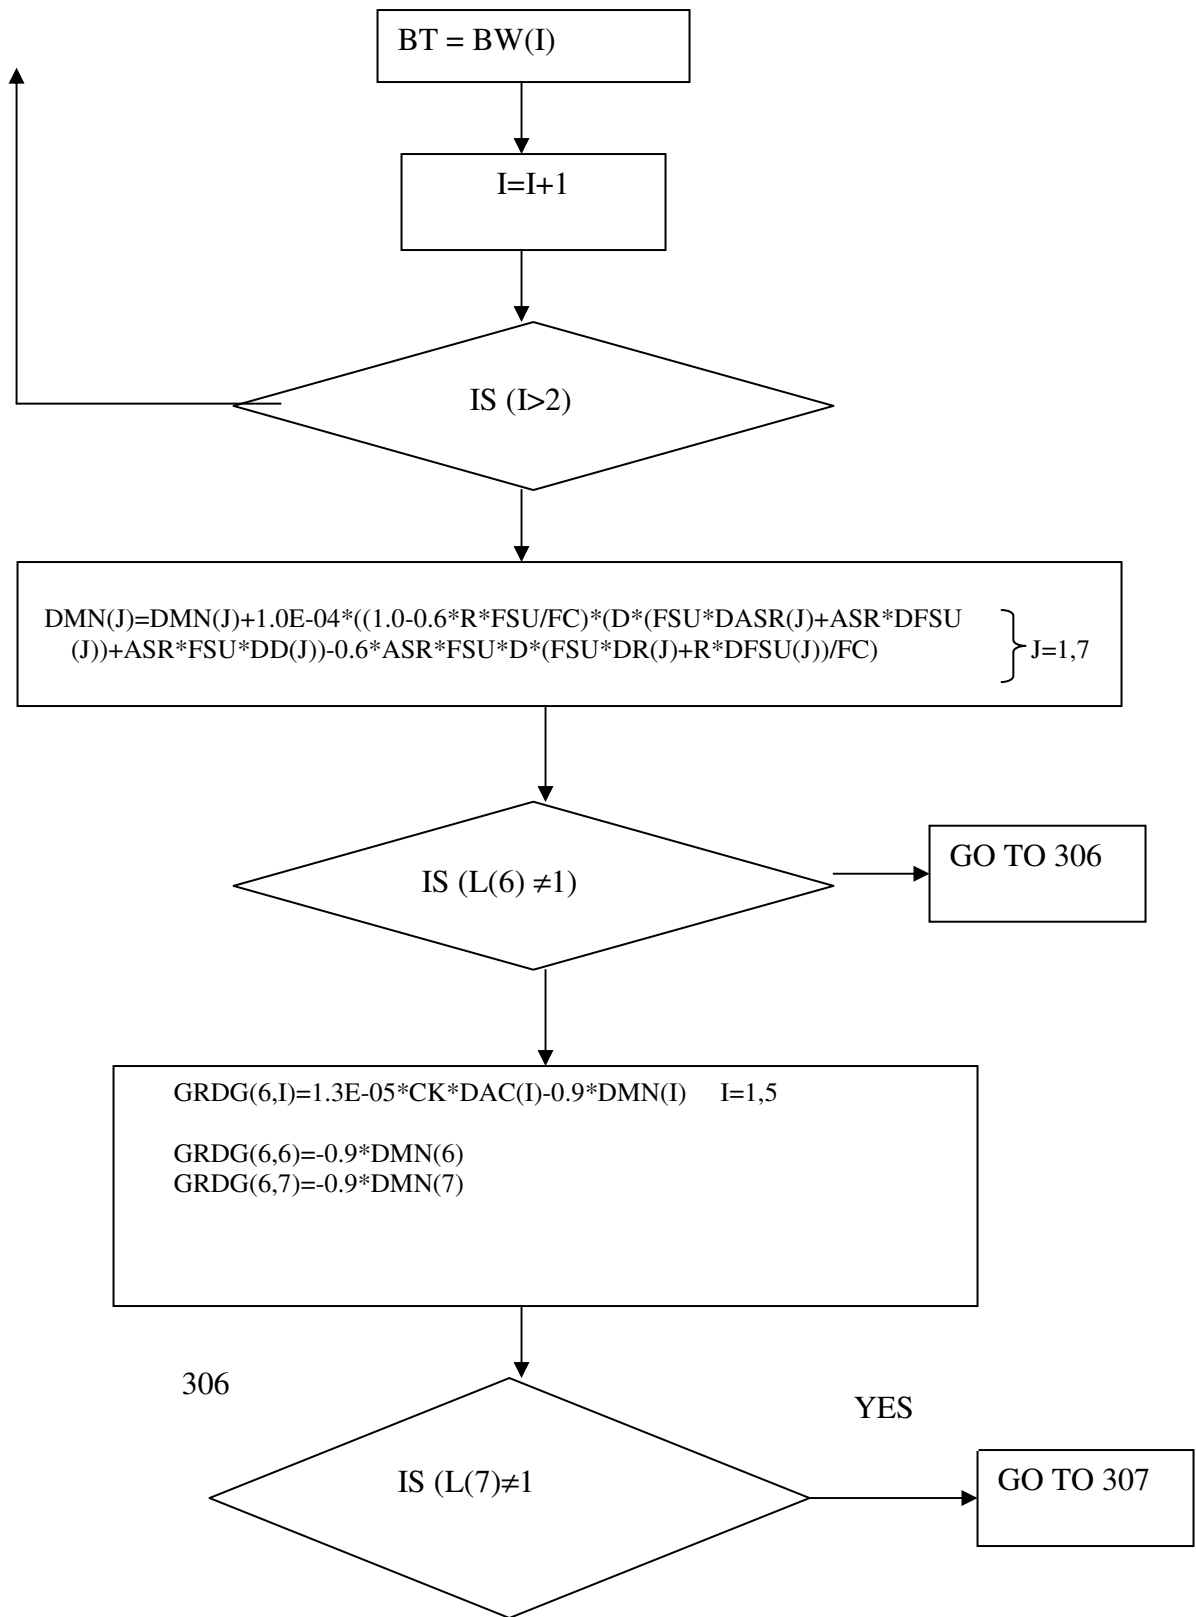 BT = BW(I)
I=I+1
IS (I>2)
DMN(J)=DMN(J)+1.0E-04*((1.0-0.6*R*FSU/FC)*(D*(FSU*DASR(J)+ASR*DFSU
(J))+ASR*FSU*DD(J))-0.6*ASR*FSU*D*(FSU*DR(J)+R*DFSU(J))/FC)
J=1,7
IS (L(6) ≠1)
GO TO 306
GRDG(6,I)=1.3E-05*CK*DAC(I)-0.9*DMN(I) I=1,5
GRDG(6,6)=-0.9*DMN(6)
GRDG(6,7)=-0.9*DMN(7)
306
YES
IS (L(7)≠1
GO TO 307